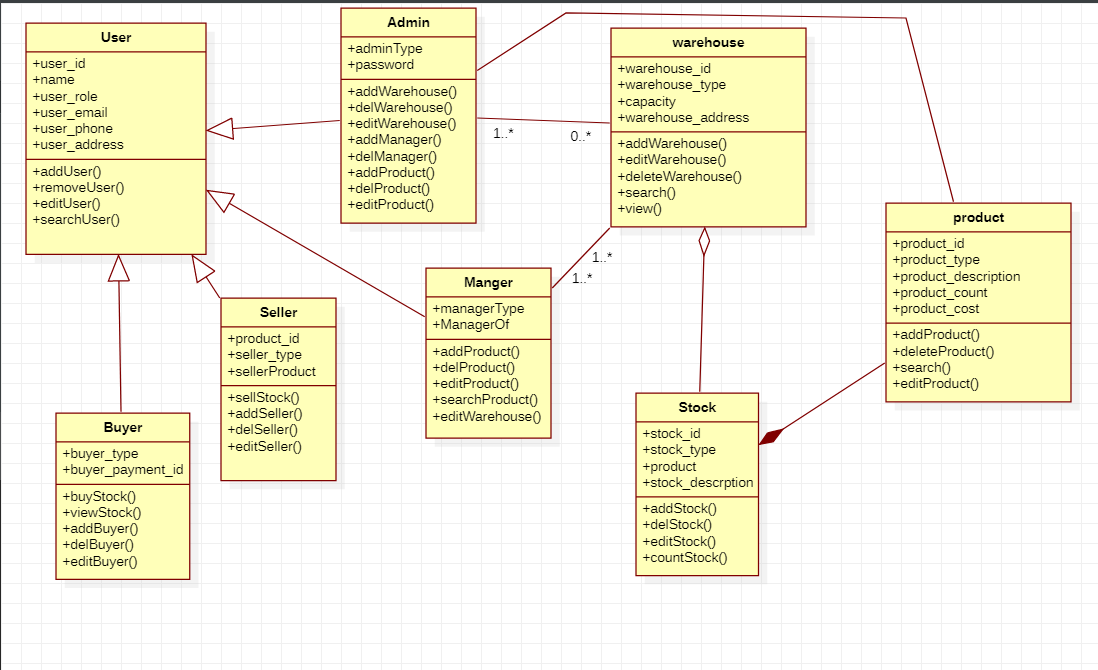 User
+user_id
+name
+user_role
+user_email
+user_phone
+user_address
+addUser()
+removeUser()
+editUser()
+searchUser()
Admin
+adminType
+password
+addWarehouse()
+delWarehouse()
+editWarehouse()
+addManager()
+delManager()
+addProduct()
+delProduct()
+editProduct()
1..*
0..*
warehouse
+warehouse_id
+warehouse_type
+capacity
+warehouse_address
+addWarehouse()
+editWarehouse()
+deleteWarehouse()
+search()
+view()
1..*
1..*
product
+product_id
+product_type
+product_description
+product_count
+product_cost
+addProduct()
+deleteProduct()
+search()
+editProduct()
Manger
+managerType
+ManagerOf
+addProduct()
+delProduct()
+editProduct()
+searchProduct()
+editWarehouse()
Seller
+product_id
+seller_type
+sellerProduct
+sellStock()
+addSeller()
+delSeller()
+editSeller()
Buyer
+buyer_type
+buyer_payment_id
+buyStock()
+viewStock()
+addBuyer()
+delBuyer()
+editBuyer()
Stock
+stock_id
+stock_type
+product
+stock_descrption
+addStock()
+delStock()
+editStock()
+countStock()